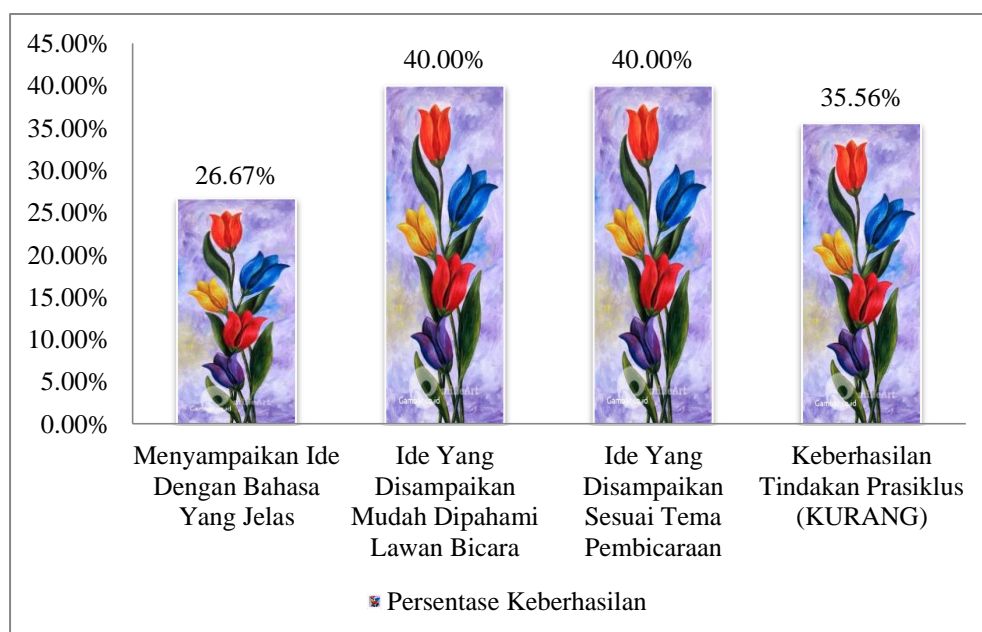 45.00%
40.00%
35.00%
30.00%
25.00%
20.00%
15.00%
10.00%
5.00%
0.00%
26.67%
40.00%
40.00%
35.56%
Menyampaikan Ide
Dengan Bahasa
Yang Jelas
Ide Yang
Disampaikan
Mudah Dipahami
Lawan Bicara
Ide Yang
Disampaikan
Sesuai Tema
Pembicaraan
Keberhasilan
Tindakan Prasiklus
(KURANG)
Persentase Keberhasilan